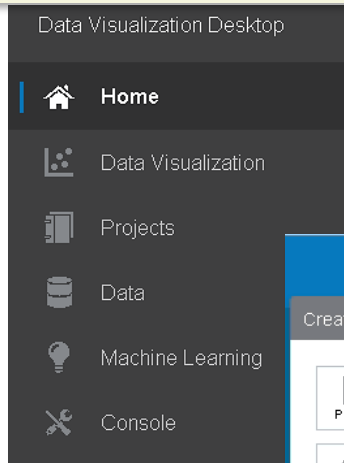 Data Visualization Desktop
Home
Data Visualization
Projects
Data
Machine Learning
Console